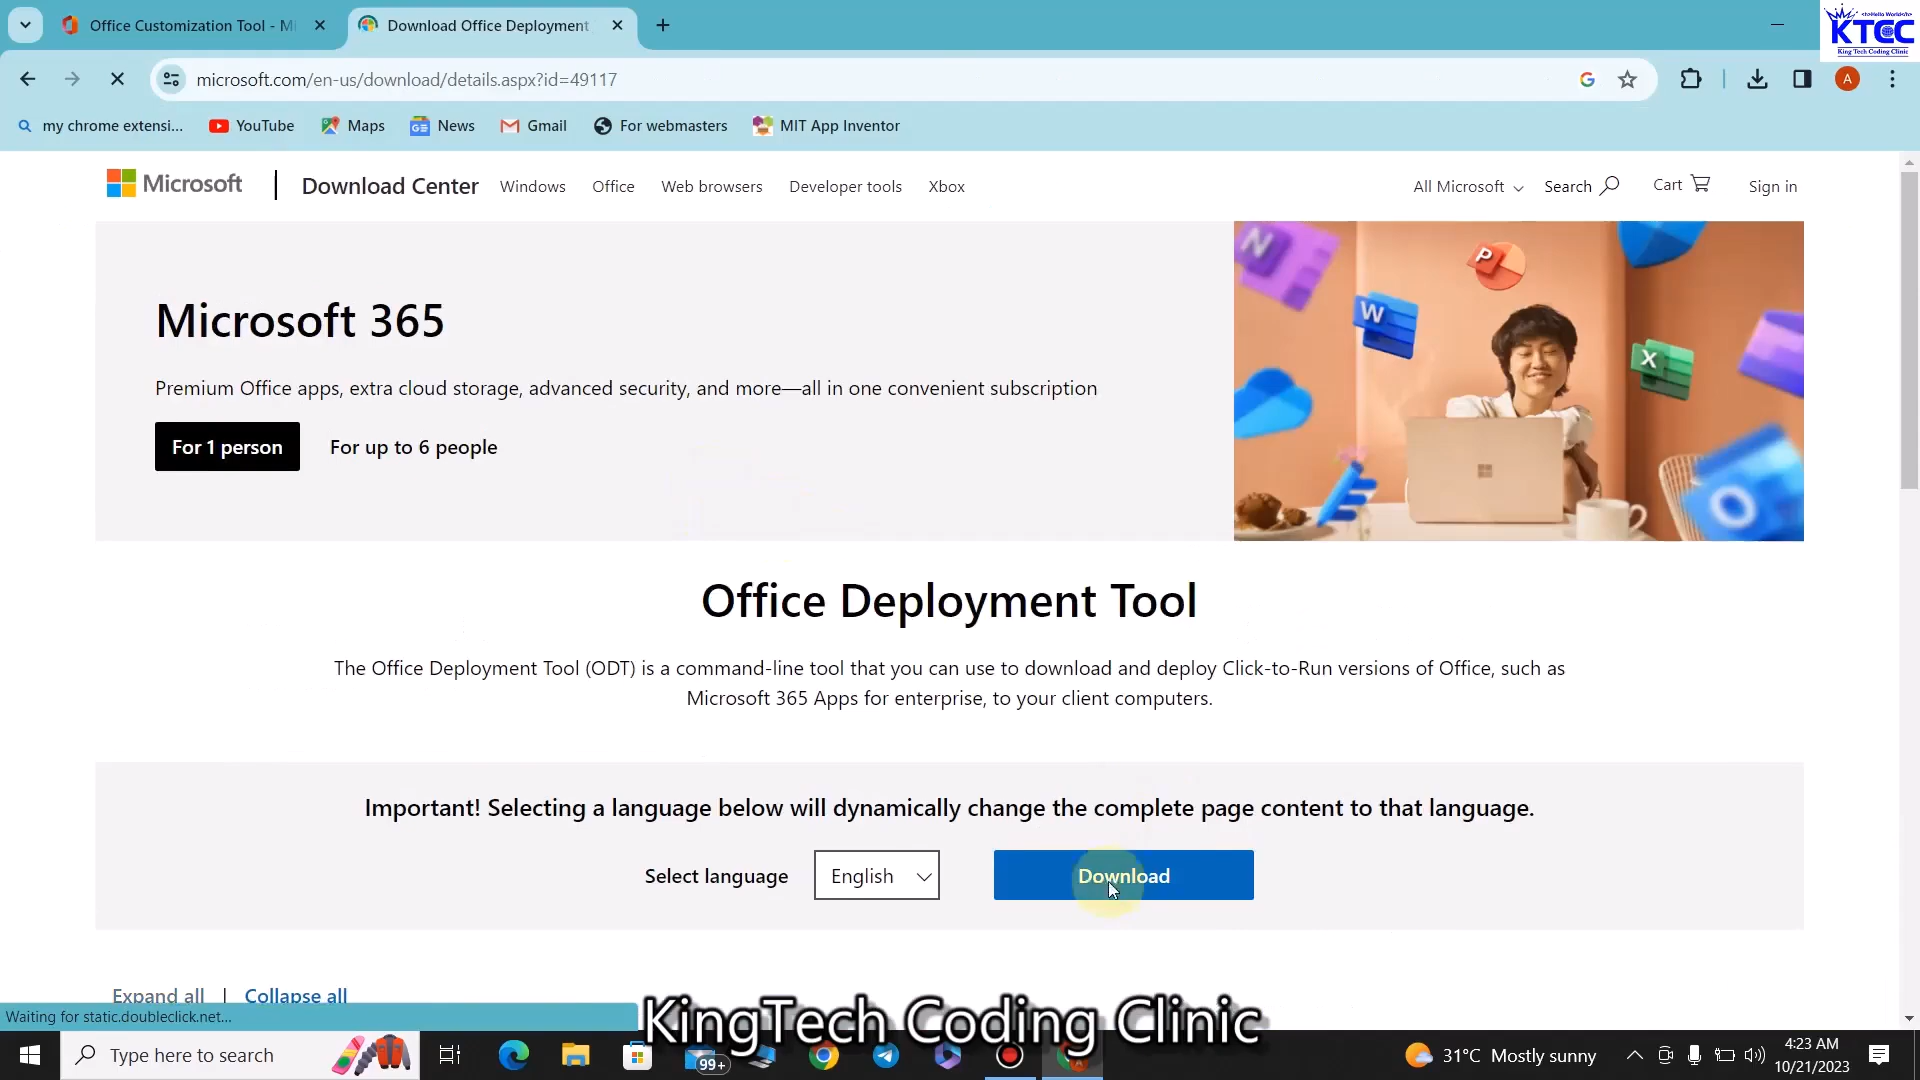 Office Customization Tool - Mi
Download Office Deployment
KTCC
King Tech Coding Clinic
microsoft.com/en-us/download/details.aspx?id=49117
A
my chrome extensi...
YouTube
Maps
News
Gmail
For webmasters
MIT App Inventor
Microsoft
Download Center
Windows
Office
Web browsers
Developer tools
Xbox
All Microsoft
Search
Cart
Sign in
Microsoft 365
Premium Office apps, extra cloud storage, advanced security, and more—all in one convenient subscription
For 1 person
For up to 6 people
N
P
W
X
O
Office Deployment Tool
The Office Deployment Tool (ODT) is a command-line tool that you can use to download and deploy Click-to-Run versions of Office, such as
Microsoft 365 Apps for enterprise, to your client computers.
Important! Selecting a language below will dynamically change the complete page content to that language.
Select language
English
Download
Expand all | Collapse all
Waiting for static.doubleclick.net...
KingTech Coding Clinic
Type here to search
99+
31°C Mostly sunny
4:23 AM
10/21/2023